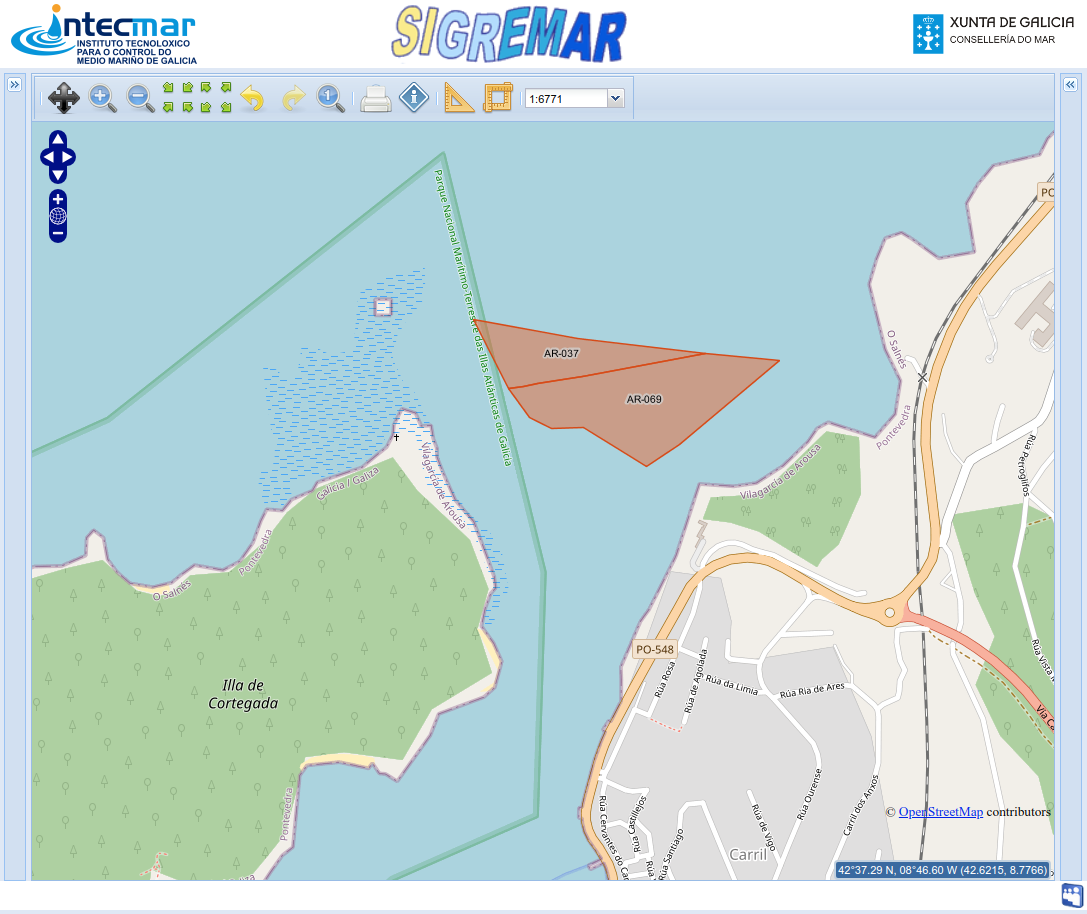 intecmar
INSTITUTO TECNOLOXICO
PARA O CONTROL DO
MEDIO MARIÑO DE GALICIA
SIGREMAR
XUNTA DE GALICIA
CONSELLERÍA DO MAR
1
1:6771
PO
Parque Nacional Marítimo-Terrestre das Illas Atlánticas de Galicia
AR-037
AR-069
O Salnés
Pontevedra
Vilagarcía de Arousa
Rúa Petroglifos
Galicia / Galiza
Vilagarcía de Arousa
Pontevedra
O Salnés
Illa de
Cortegada
Pontevedra
PO-548
Rúa Rosa
Rúa de Agolada
Rúa da Limia
Rúa Ría de Ares
Rúa Vista
Vía Ca
Rúa Ourense
Carril dos Anxos
Rúa Castillejos
Rúa Cervantes do Car
Rúa Santiago
Rúa de Vigo
Rúa
Carril
© OpenStreetMap contributors
42°37.29 N, 08°46.60 W (42.6215, 8.7766)